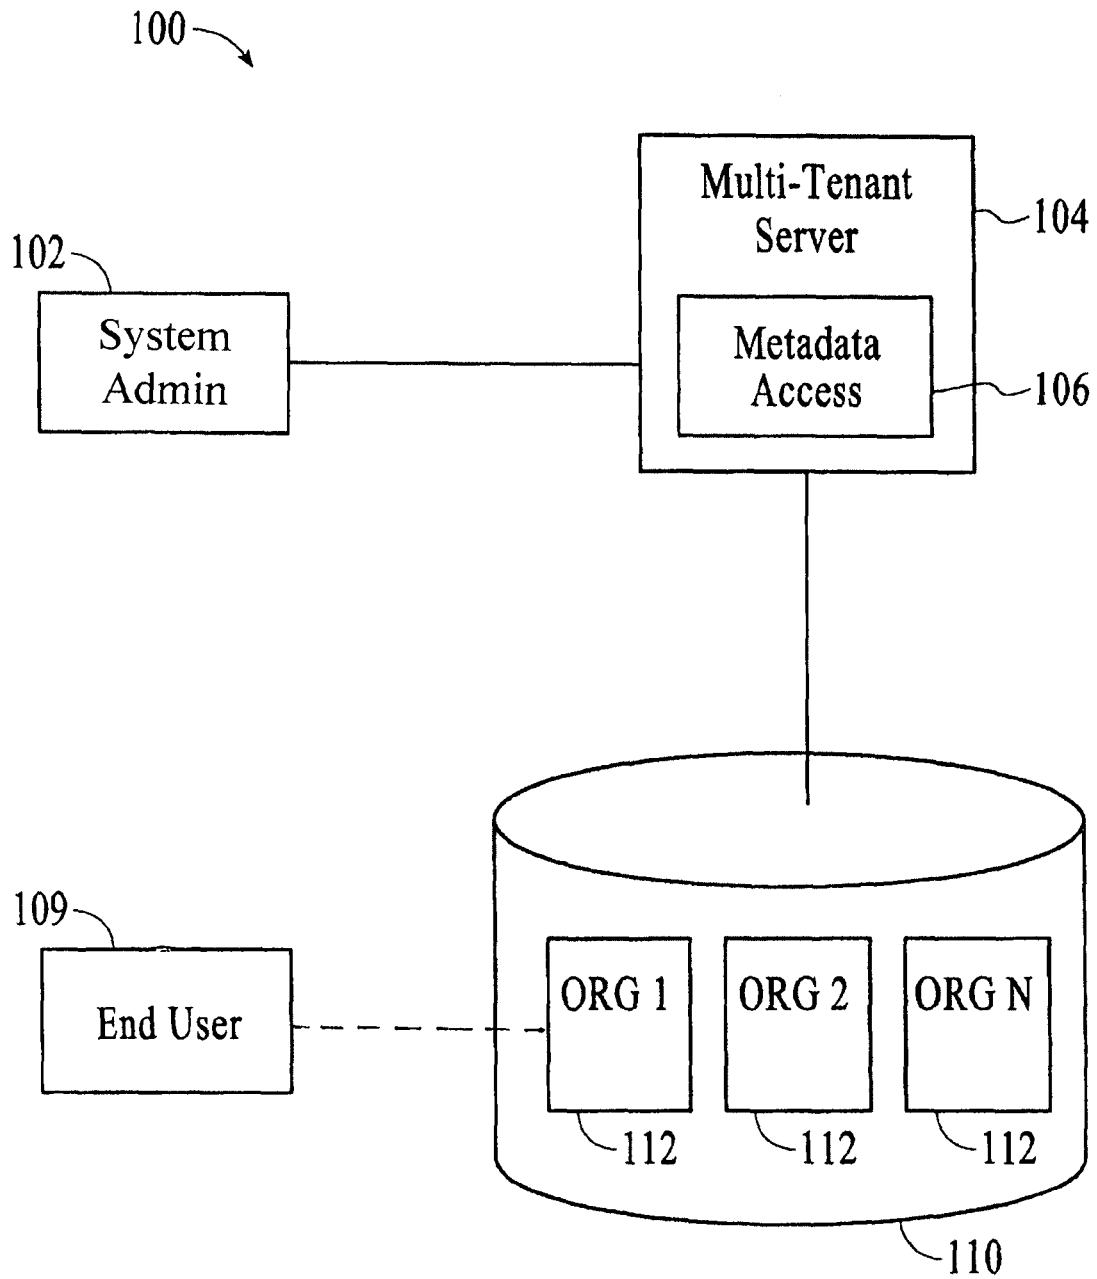 100
Multi-Tenant
Server
104
102
System
Admin
Metadata
Access
106
109
End User
ORG 1
ORG 2
ORG N
112
112
112
110